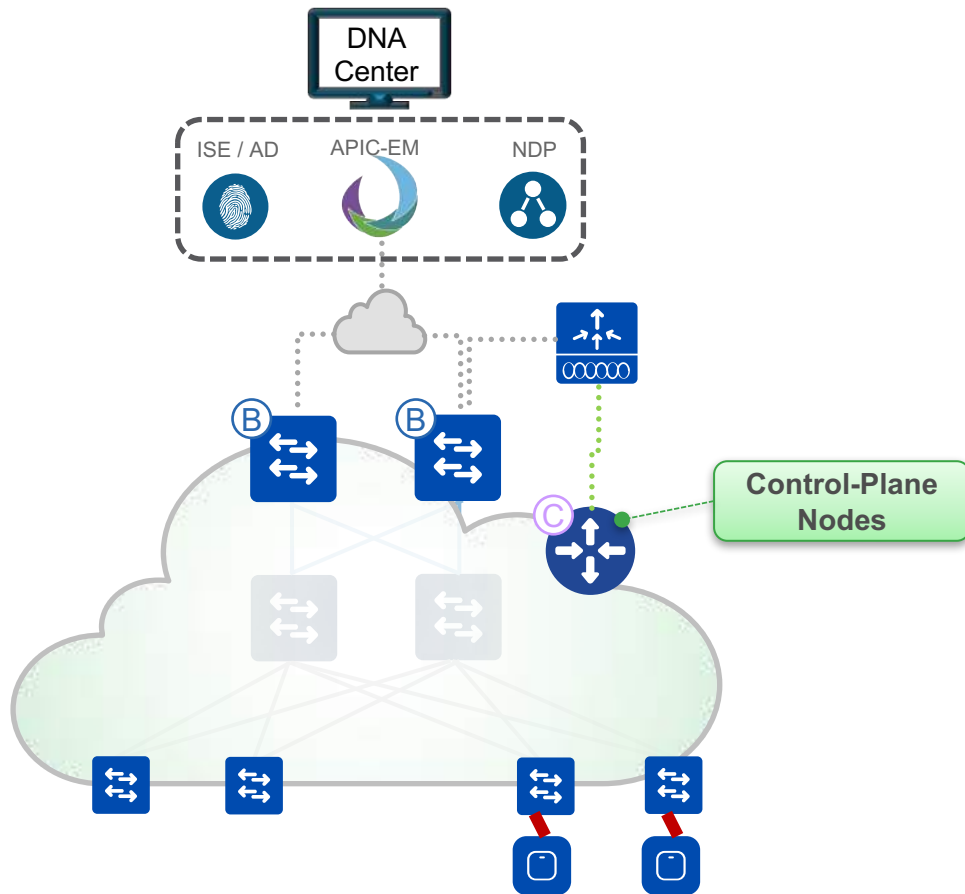 DNA
Center
ISE / AD
APIC-EM
NDP
B
B
C
Control-Plane
Nodes